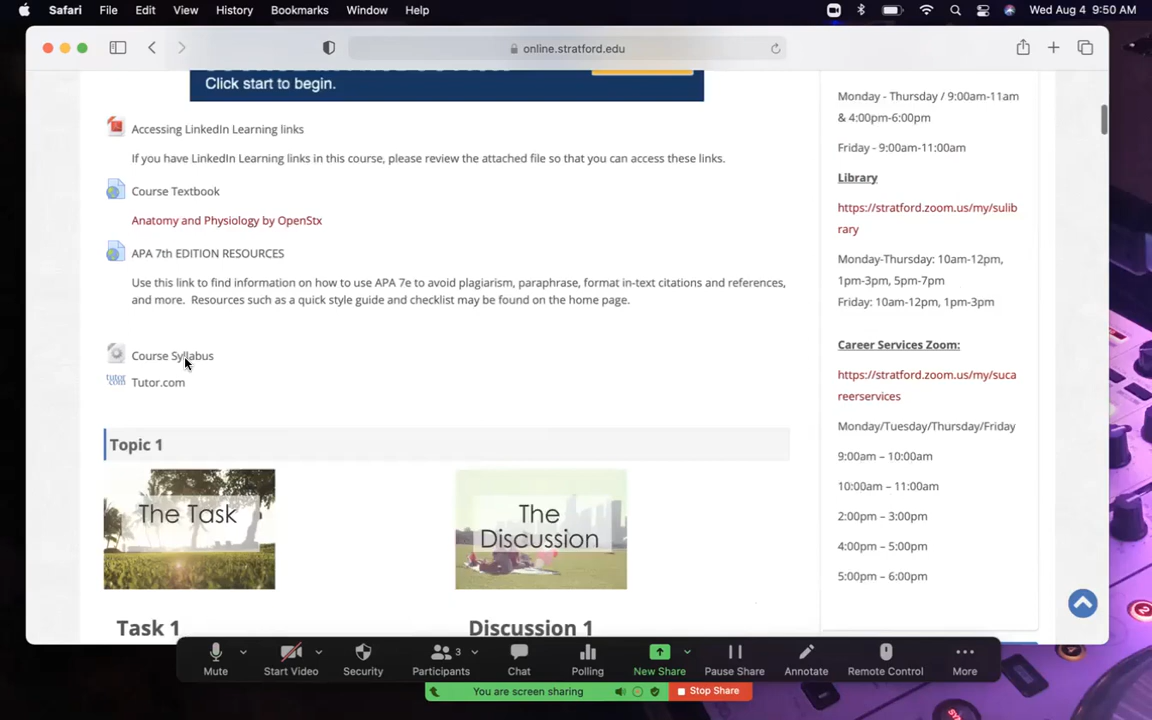 Safari File Edit View History Bookmarks Window Help Wed Aug 4 9:50 AM
online.stratford.edu
Click start to begin.
Accessing LinkedIn Learning links
If you have LinkedIn Learning links in this course, please review the attached file so that you can access these links.
Course Textbook
Anatomy and Physiology by OpenStx
APA 7th EDITION RESOURCES
Use this link to find information on how to use APA 7e to avoid plagiarism, paraphrase, format in-text citations and references,
and more. Resources such as a quick style guide and checklist may be found on the home page.
Course Syllabus
tutor.com
Tutor.com
Topic 1
The Task
The
Discussion
Task 1
Discussion 1
Monday - Thursday / 9:00am-11am
& 4:00pm-6:00pm
Friday - 9:00am-11:00am
Library
https://stratford.zoom.us/my/sulib
rary
Monday-Thursday: 10am-12pm,
1pm-3pm, 5pm-7pm
Friday: 10am-12pm, 1pm-3pm
Career Services Zoom:
https://stratford.zoom.us/my/suca
reerservices
Monday/Tuesday/Thursday/Friday
9:00am – 10:00am
10:00am – 11:00am
2:00pm – 3:00pm
4:00pm – 5:00pm
5:00pm – 6:00pm
Mute Start Video Security Participants 3 Chat Polling New Share Pause Share Annotate Remote Control More
You are screen sharing Stop Share